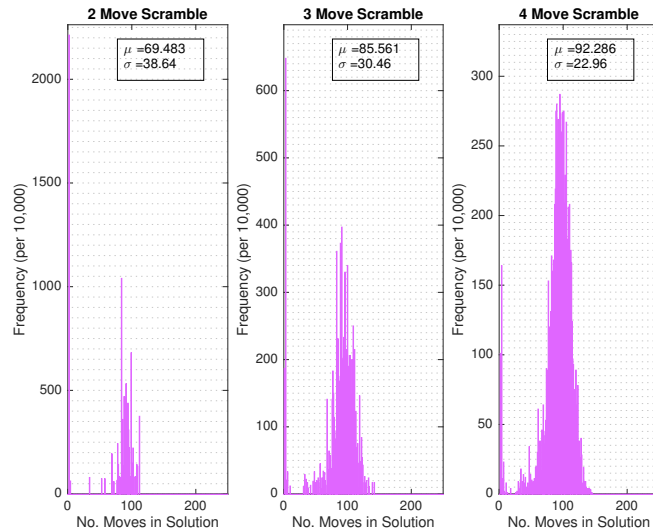 2 Move Scramble
μ =69.483
σ =38.64
Frequency (per 10,000)
2000
1500
1000
500
0
0 100 200
No. Moves in Solution
3 Move Scramble
μ =85.561
σ =30.46
Frequency (per 10,000)
600
500
400
300
200
100
0
0 100 200
No. Moves in Solution
4 Move Scramble
μ =92.286
σ =22.96
Frequency (per 10,000)
300
250
200
150
100
50
0
0 100 200
No. Moves in Solution